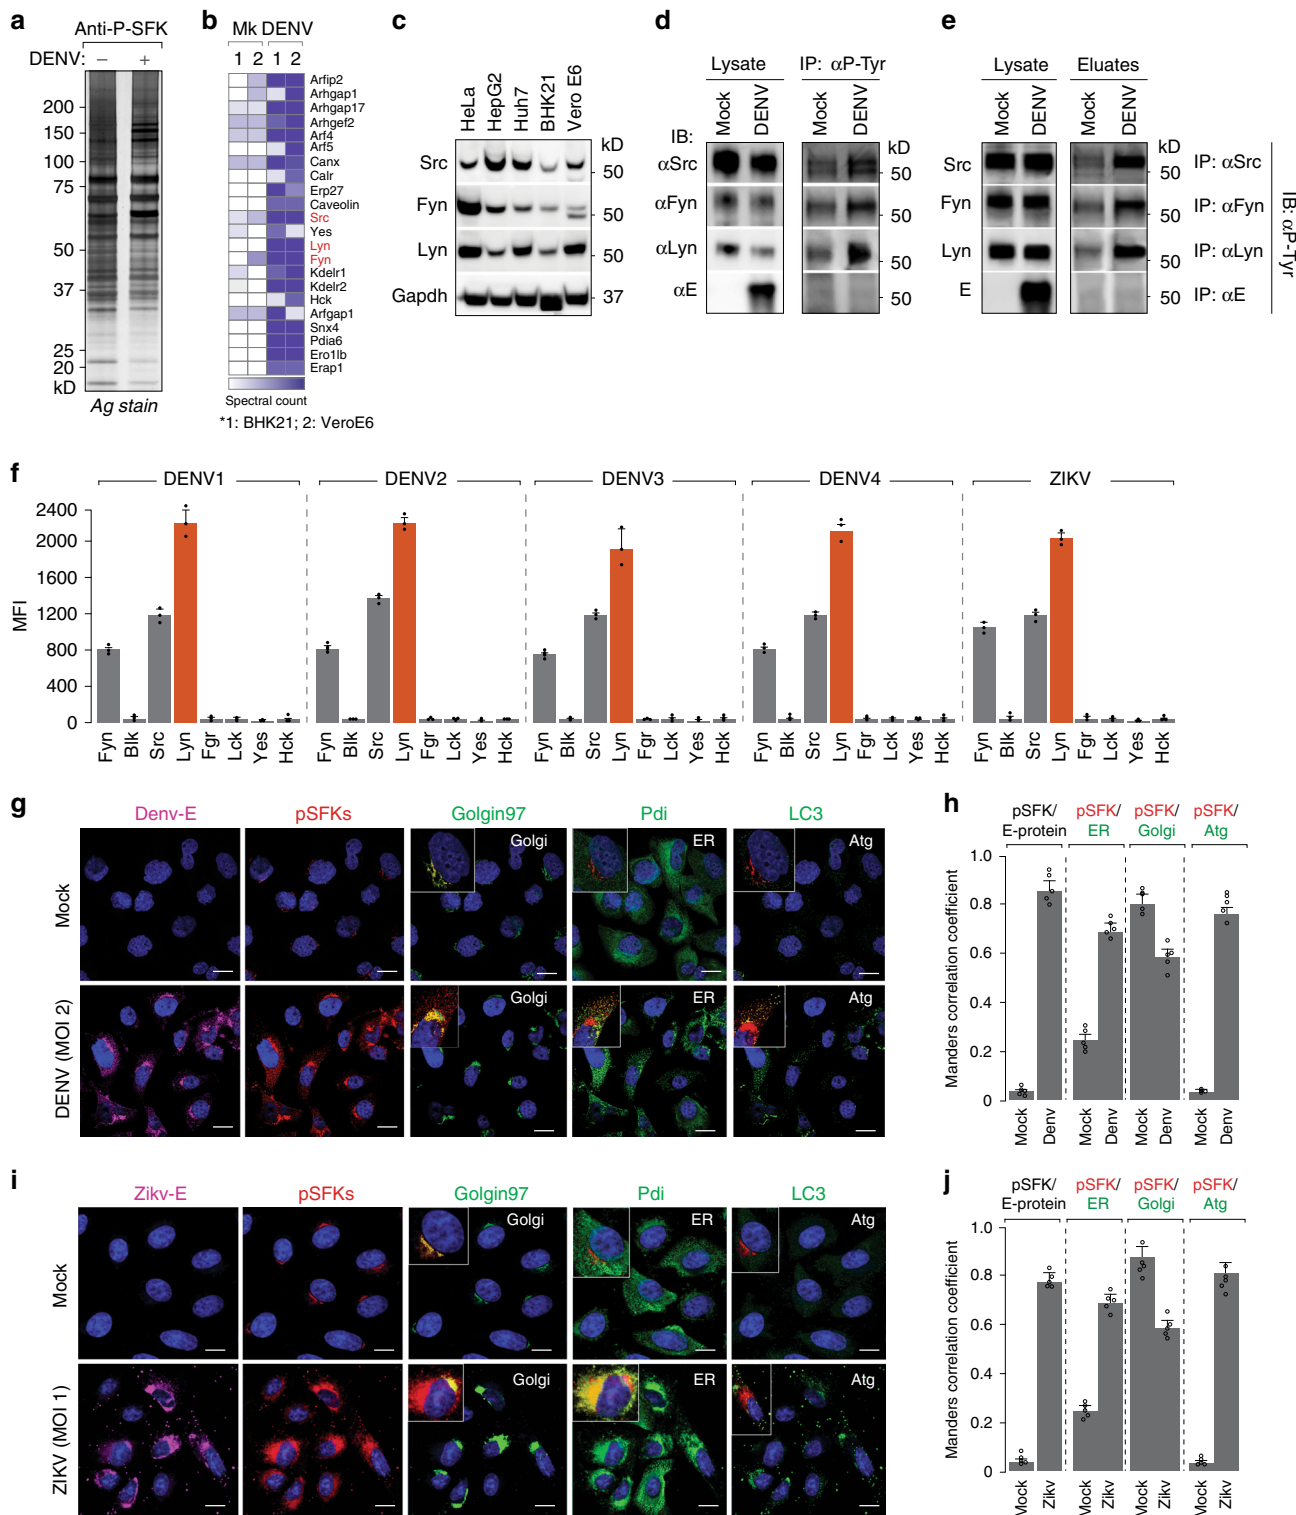 a
Anti-P-SFK
DENV: – +
200
150
100
75
50
37
25
20
kD
Ag stain
b
Mk DENV
1 2 1 2
Arfip2
Arhgap1
Arhgap17
Arhgef2
Arf4
Arf5
Canx
Calr
Erp27
Caveolin
Src
Yes
Lyn
Fyn
Kdelr1
Kdelr2
Hck
Arfgap1
Snx4
Pdia6
Ero1lb
Erap1
Spectral count
*1: BHK21; 2: VeroE6
c
HeLa HepG2 Huh7 BHK21 Vero E6
kD
Src 50
Fyn 50
Lyn 50
Gapdh 37
d
Lysate IP: αP-Tyr
Mock DENV Mock DENV
IB: kD
αSrc 50
αFyn 50
αLyn 50
αE 50
e
Lysate Eluates
Mock DENV Mock DENV
kD
Src 50 IP: αSrc
Fyn 50 IP: αFyn
Lyn 50 IP: αLyn
E 50 IP: αE
IB: αP-Tyr
f
DENV1 DENV2 DENV3 DENV4 ZIKV
MFI
2400
2000
1600
1200
800
400
0
Fyn Blk Src Lyn Fgr Lck Yes Hck Fyn Blk Src Lyn Fgr Lck Yes Hck Fyn Blk Src Lyn Fgr Lck Yes Hck Fyn Blk Src Lyn Fgr Lck Yes Hck Fyn Blk Src Lyn Fgr Lck Yes Hck
g
Denv-E pSFKs Golgin97 Pdi LC3
Mock
Golgi ER Atg
DENV (MOI 2)
Golgi ER Atg
h
pSFK/ pSFK/ pSFK/ pSFK/
E-protein ER Golgi Atg
Manders correlation coefficient
1.0
0.8
0.6
0.4
0.2
0
Mock Denv Mock Denv Mock Denv Mock Denv
i
Zikv-E pSFKs Golgin97 Pdi LC3
Mock
Golgi ER Atg
ZIKV (MOI 1)
Golgi ER Atg
j
pSFK/ pSFK/ pSFK/ pSFK/
E-protein ER Golgi Atg
Manders correlation coefficient
1.0
0.8
0.6
0.4
0.2
0
Mock Zikv Mock Zikv Mock Zikv Mock Zikv